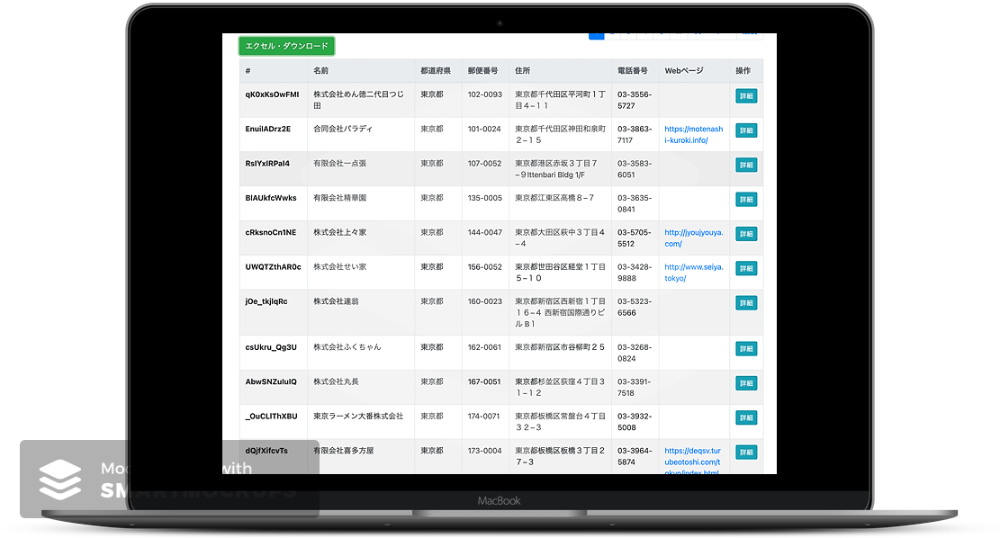 エクセル・ダウンロード
# 名前 都道府県 郵便番号 住所 電話番号 Webページ 操作
qK0xKsOwFMI 株式会社めん徳二代目つじ 東京都 102-0093 東京都千代田区平河町１丁 03-3556- 詳細
田 目４−１１ 5727
EnuilADrz2E 合同会社パラディ 東京都 101-0024 東京都千代田区神田和泉町 03-3863- https://motenash 詳細
２−１５ 7117 i-kuroki.info/
RsIYxIRPaI4 有限会社一点張 東京都 107-0052 東京都港区赤坂３丁目７ 03-3583- 詳細
−９Ittenbari Bldg 1/F 6051
BlAUkfcWwks 有限会社精華園 東京都 135-0005 東京都江東区高橋８−７ 03-3635- 詳細
0841
cRksnoCn1NE 株式会社上々家 東京都 144-0047 東京都大田区萩中３丁目４ 03-5705- http://jyoujyouya. 詳細
−４ 5512 com/
UWQTZthAR0c 株式会社せい家 東京都 156-0052 東京都世田谷区経堂１丁目 03-3428- http://www.seiya. 詳細
５−１０ 9888 tokyo/
jOe_tkjlqRc 株式会社達翁 東京都 160-0023 東京都新宿区西新宿１丁目 03-5323- 詳細
１６−４ 西新宿国際通りビ 6566
ルＢ１
csUkru_Qg3U 株式会社ふくちゃん 東京都 162-0061 東京都新宿区市谷柳町２５ 03-3268- 詳細
0824
AbwSNZuIuIQ 株式会社丸長 東京都 167-0051 東京都杉並区荻窪４丁目３ 03-3391- 詳細
１−１２ 7518
_OuCLlThXBU 東京ラーメン大番株式会社 東京都 174-0071 東京都板橋区常盤台４丁目 03-3932- 詳細
３２−３ 5008
dQjfXifcvTs 有限会社喜多方屋 東京都 173-0004 東京都板橋区板橋３丁目２ 03-3964- https://deqsv.tur 詳細
７−３ 5874 ubeotoshi.com/t
okyo/index.html
with
SMARTMOCKUPS
MacBook